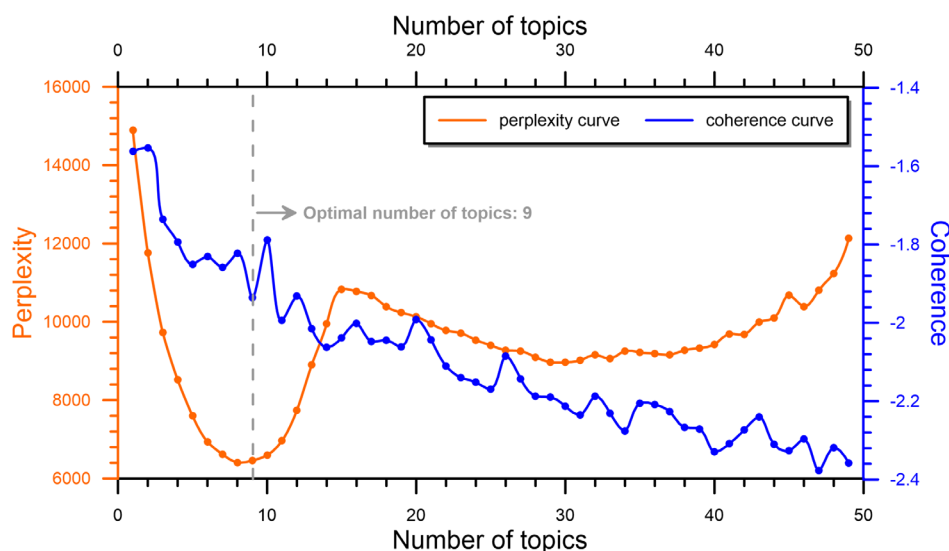 Number of topics
0 10 20 30 40 50
16000
14000
12000
10000
8000
6000
Perplexity
perplexity curve coherence curve
Optimal number of topics: 9
-1.4
-1.6
-1.8
-2
-2.2
-2.4
Coherence
0 10 20 30 40 50
Number of topics